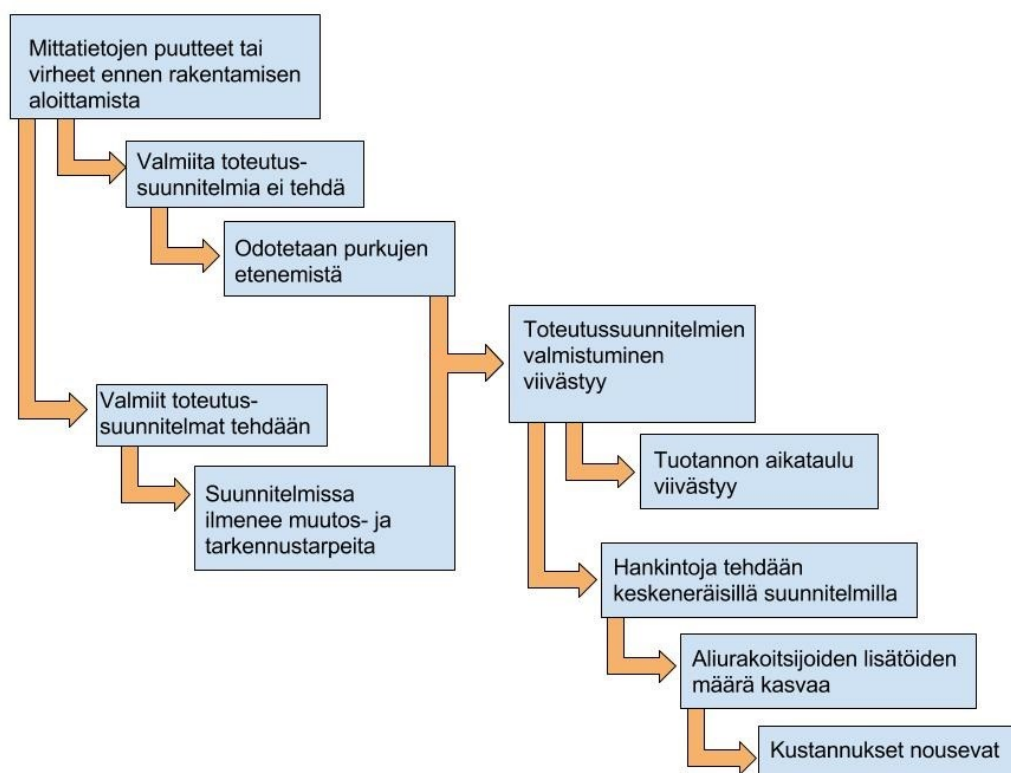 Mittatietojen puutteet tai
virheet ennen rakentamisen
aloittamista
Valmiita toteutus-
suunnitelmia ei tehdä
Odotetaan purkujen
etenemistä
Toteutussuunnitelmien
valmistuminen
viivästyy
Valmiit toteutus-
suunnitelmat tehdään
Tuotannon aikataulu
viivästyy
Suunnitelmissa
ilmenee muutos- ja
tarkennustarpeita
Hankintoja tehdään
keskeneräisillä suunnitelmilla
Aliurakoitsijoiden lisätöiden
määrä kasvaa
Kustannukset nousevat